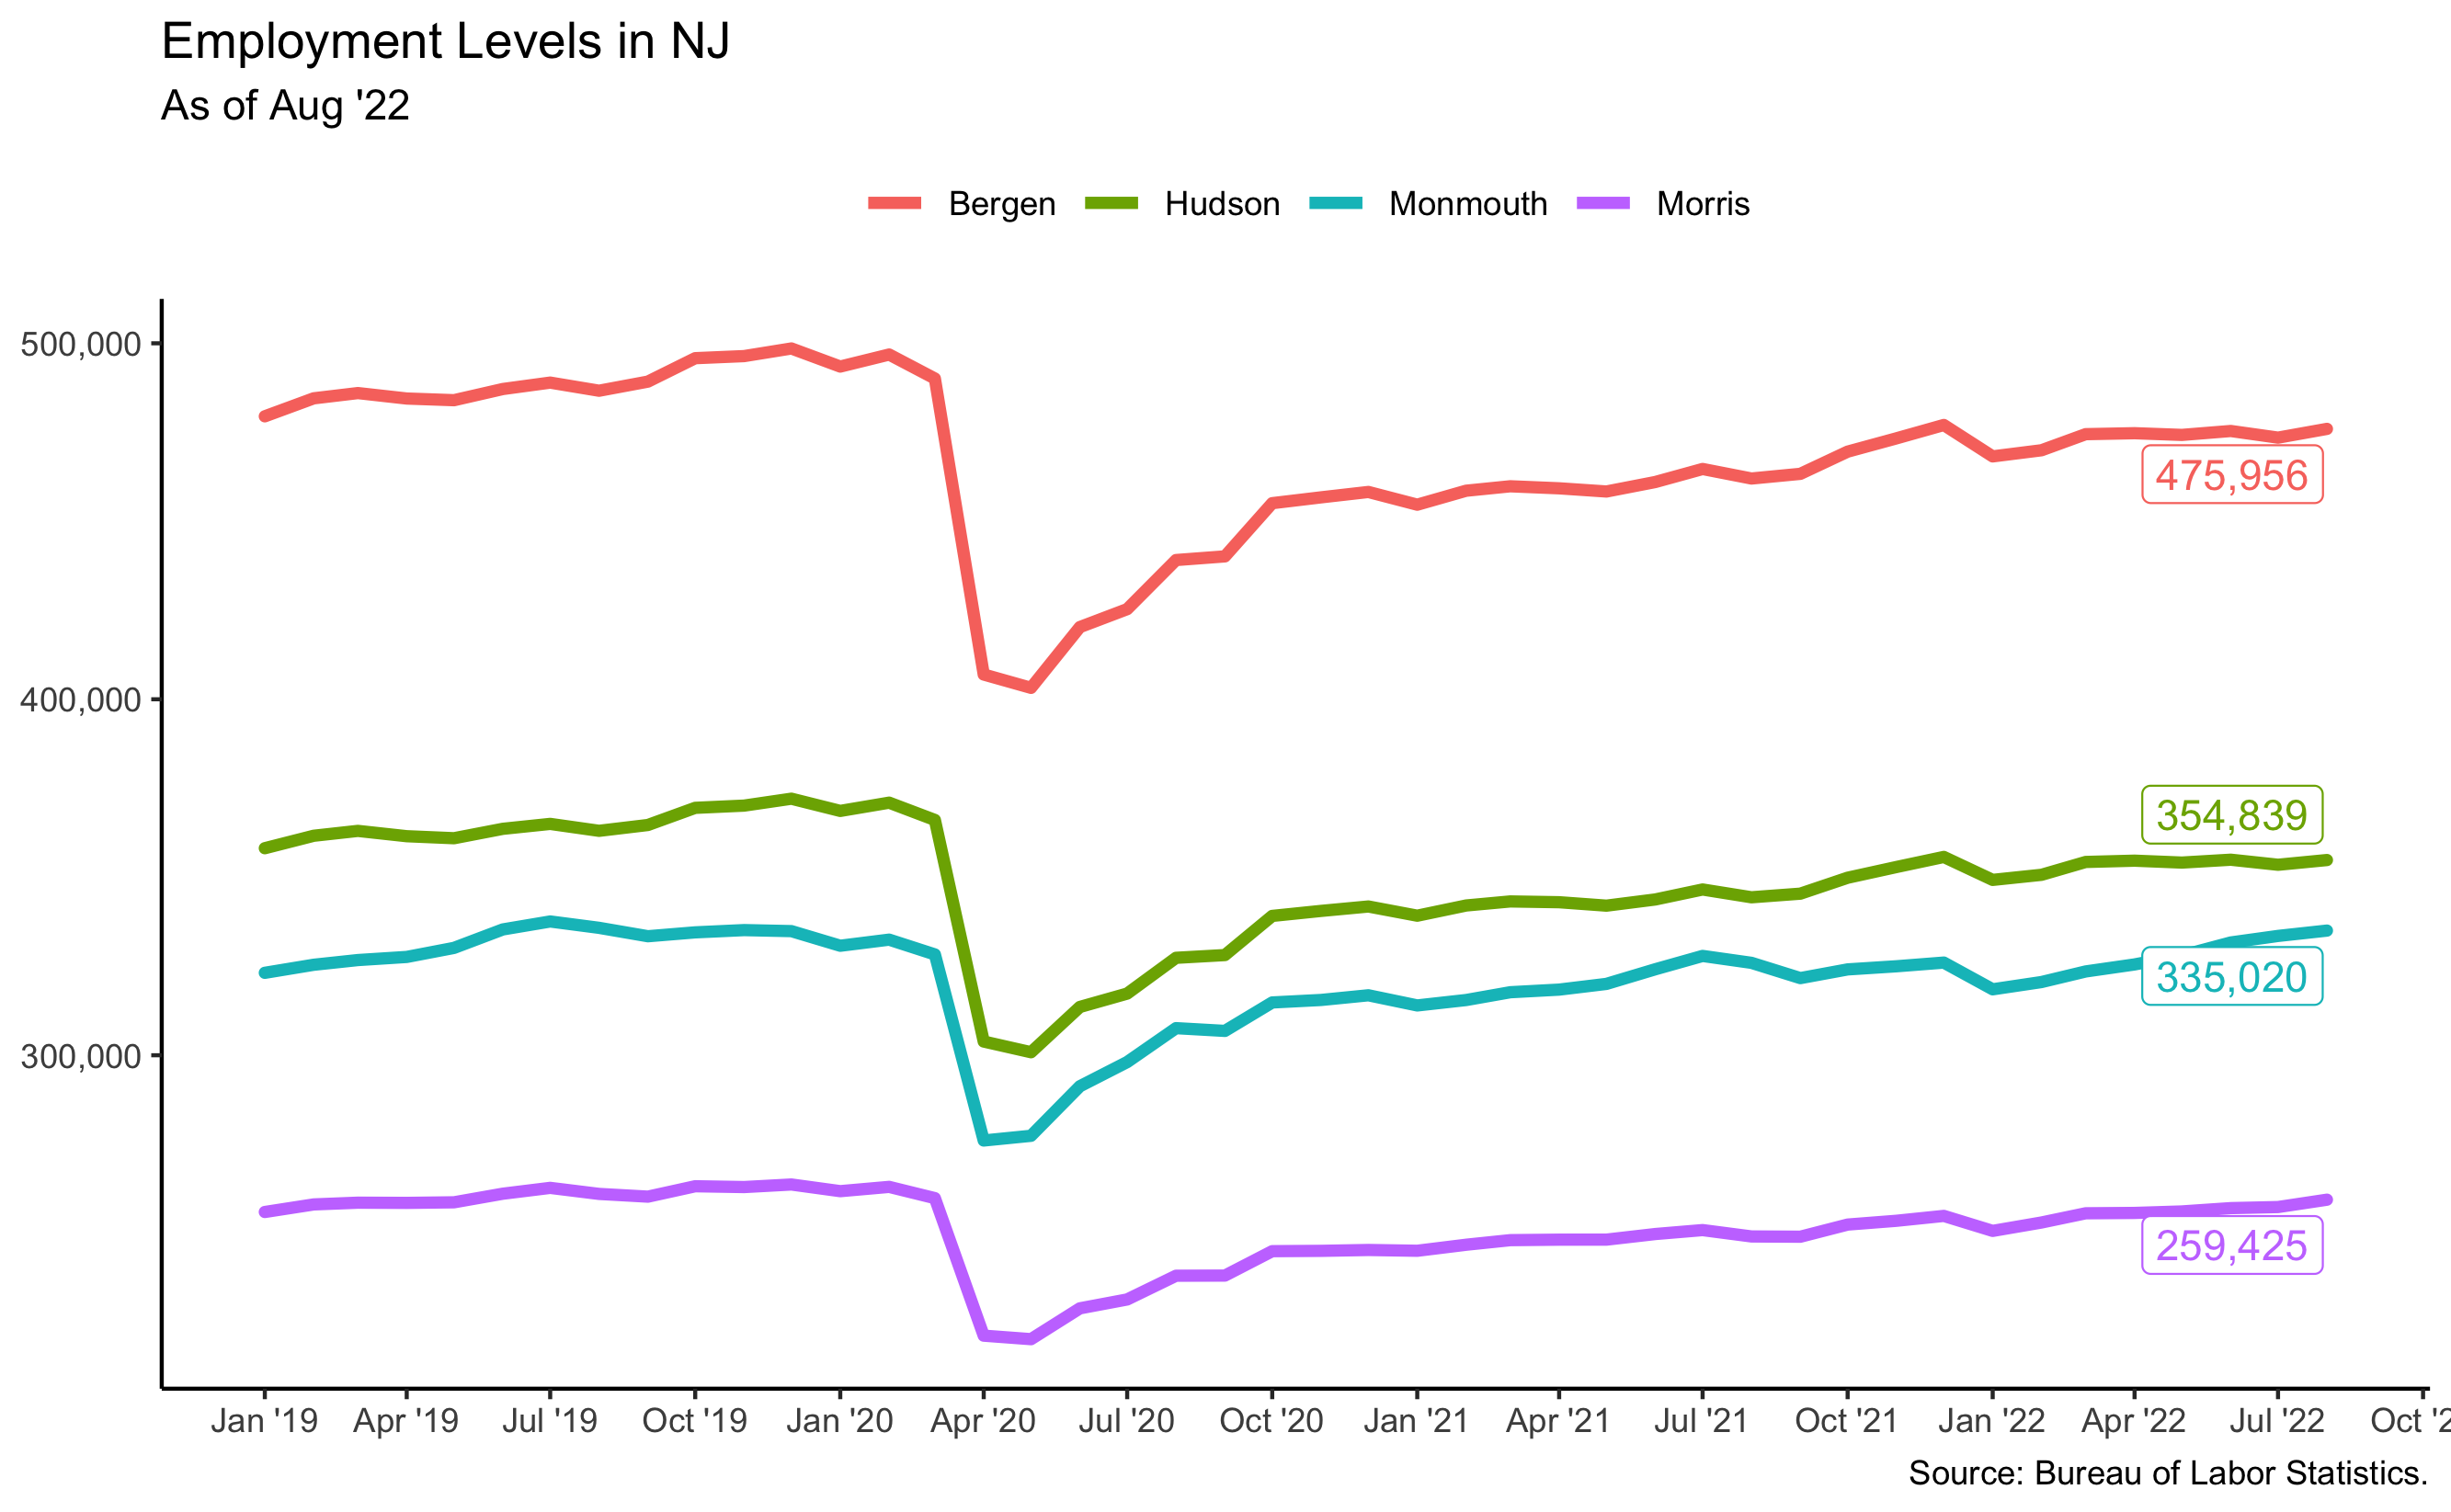 Employment Levels in NJ
As of Aug '22
Bergen Hudson Monmouth Morris
500,000
400,000
300,000
475,956
354,839
335,020
259,425
Jan '19 Apr '19 Jul '19 Oct '19 Jan '20 Apr '20 Jul '20 Oct '20 Jan '21 Apr '21 Jul '21 Oct '21 Jan '22 Apr '22 Jul '22 Oct
Source: Bureau of Labor Statistics.